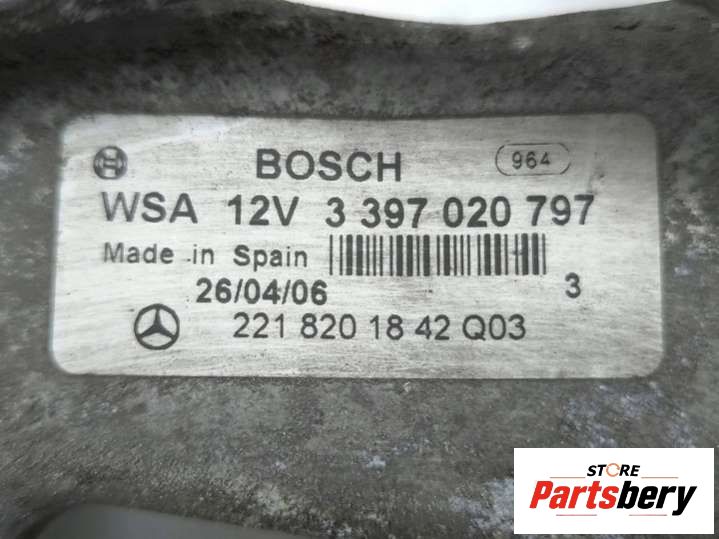 BOSCH 964
WSA 12V 3 397 020 797
Made in Spain
26/04/06 3
221 820 18 42 Q03
STORE
Partsbery